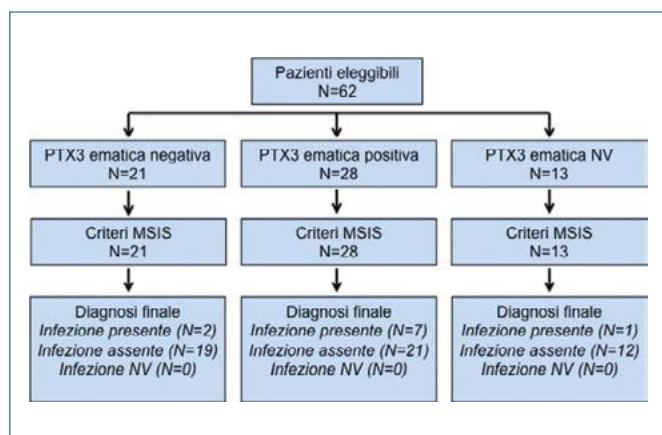 Pazienti eleggibili
N=62
PTX3 ematica negativa
N=21
PTX3 ematica positiva
N=28
PTX3 ematica NV
N=13
Criteri MSIS
N=21
Criteri MSIS
N=28
Criteri MSIS
N=13
Diagnosi finale
Infezione presente (N=2)
Infezione assente (N=19)
Infezione NV (N=0)
Diagnosi finale
Infezione presente (N=7)
Infezione assente (N=21)
Infezione NV (N=0)
Diagnosi finale
Infezione presente (N=1)
Infezione assente (N=12)
Infezione NV (N=0)